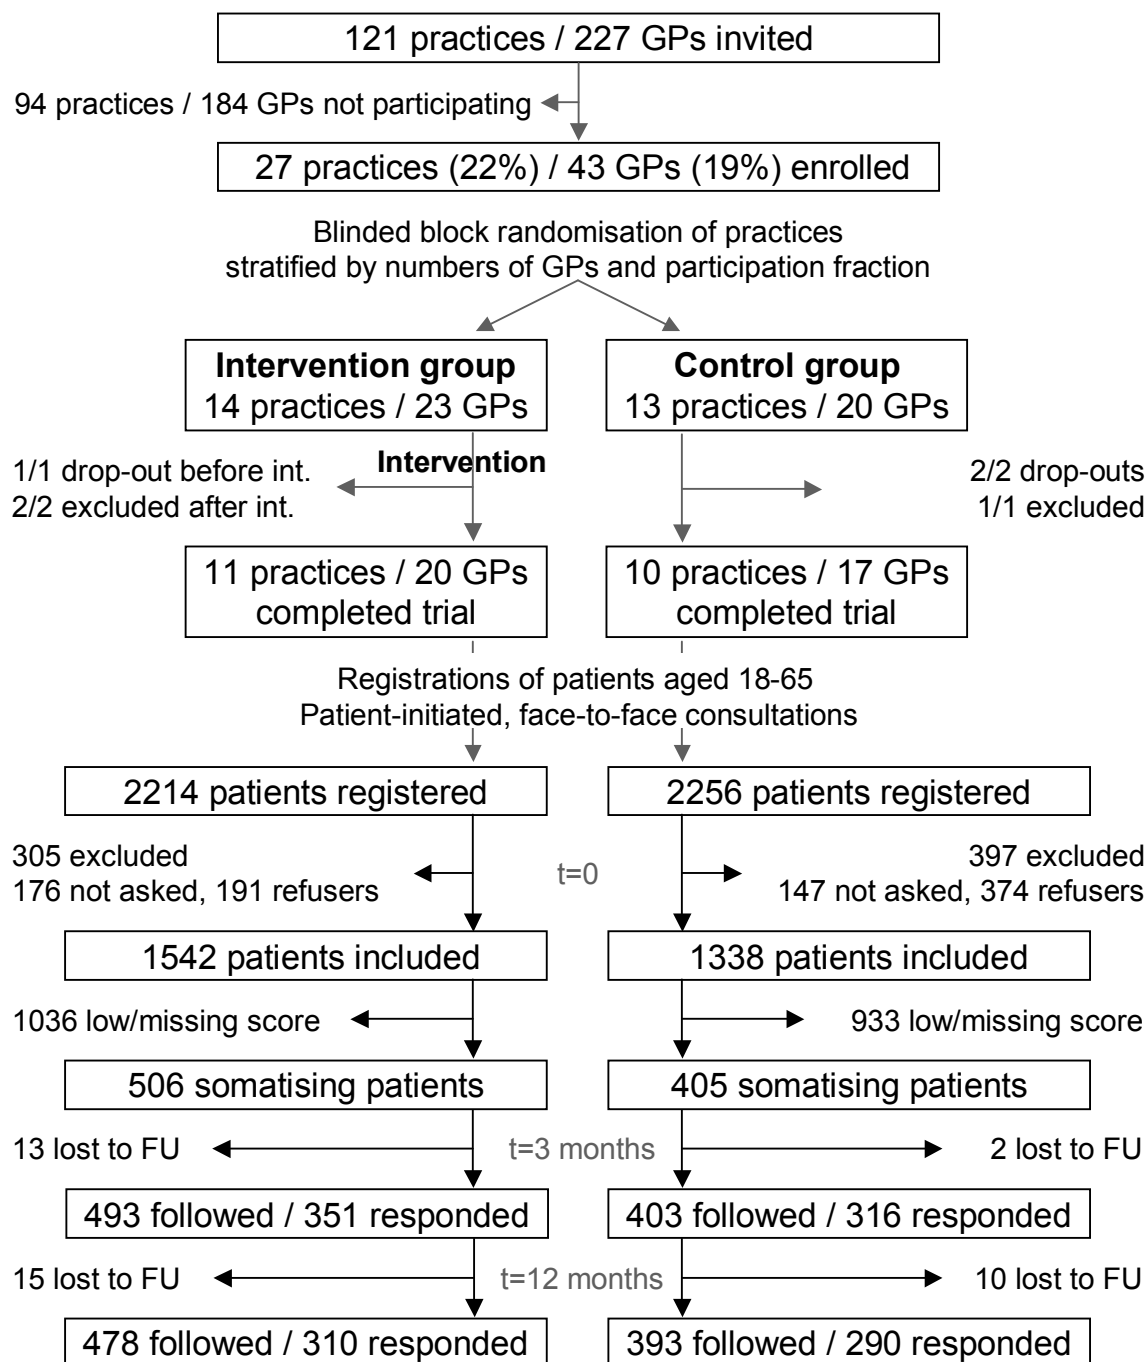 121 practices / 227 GPs invited
94 practices / 184 GPs not participating
27 practices (22%) / 43 GPs (19%) enrolled
Blinded block randomisation of practices
stratified by numbers of GPs and participation fraction
Intervention group
14 practices / 23 GPs
Control group
13 practices / 20 GPs
Intervention
1/1 drop-out before int.
2/2 excluded after int.
2/2 drop-outs
1/1 excluded
11 practices / 20 GPs
completed trial
10 practices / 17 GPs
completed trial
Registrations of patients aged 18-65
Patient-initiated, face-to-face consultations
2214 patients registered
2256 patients registered
305 excluded
176 not asked, 191 refusers
t=0
397 excluded
147 not asked, 374 refusers
1542 patients included
1338 patients included
1036 low/missing score
933 low/missing score
506 somatising patients
405 somatising patients
13 lost to FU
t=3 months
2 lost to FU
493 followed / 351 responded
403 followed / 316 responded
15 lost to FU
t=12 months
10 lost to FU
478 followed / 310 responded
393 followed / 290 responded